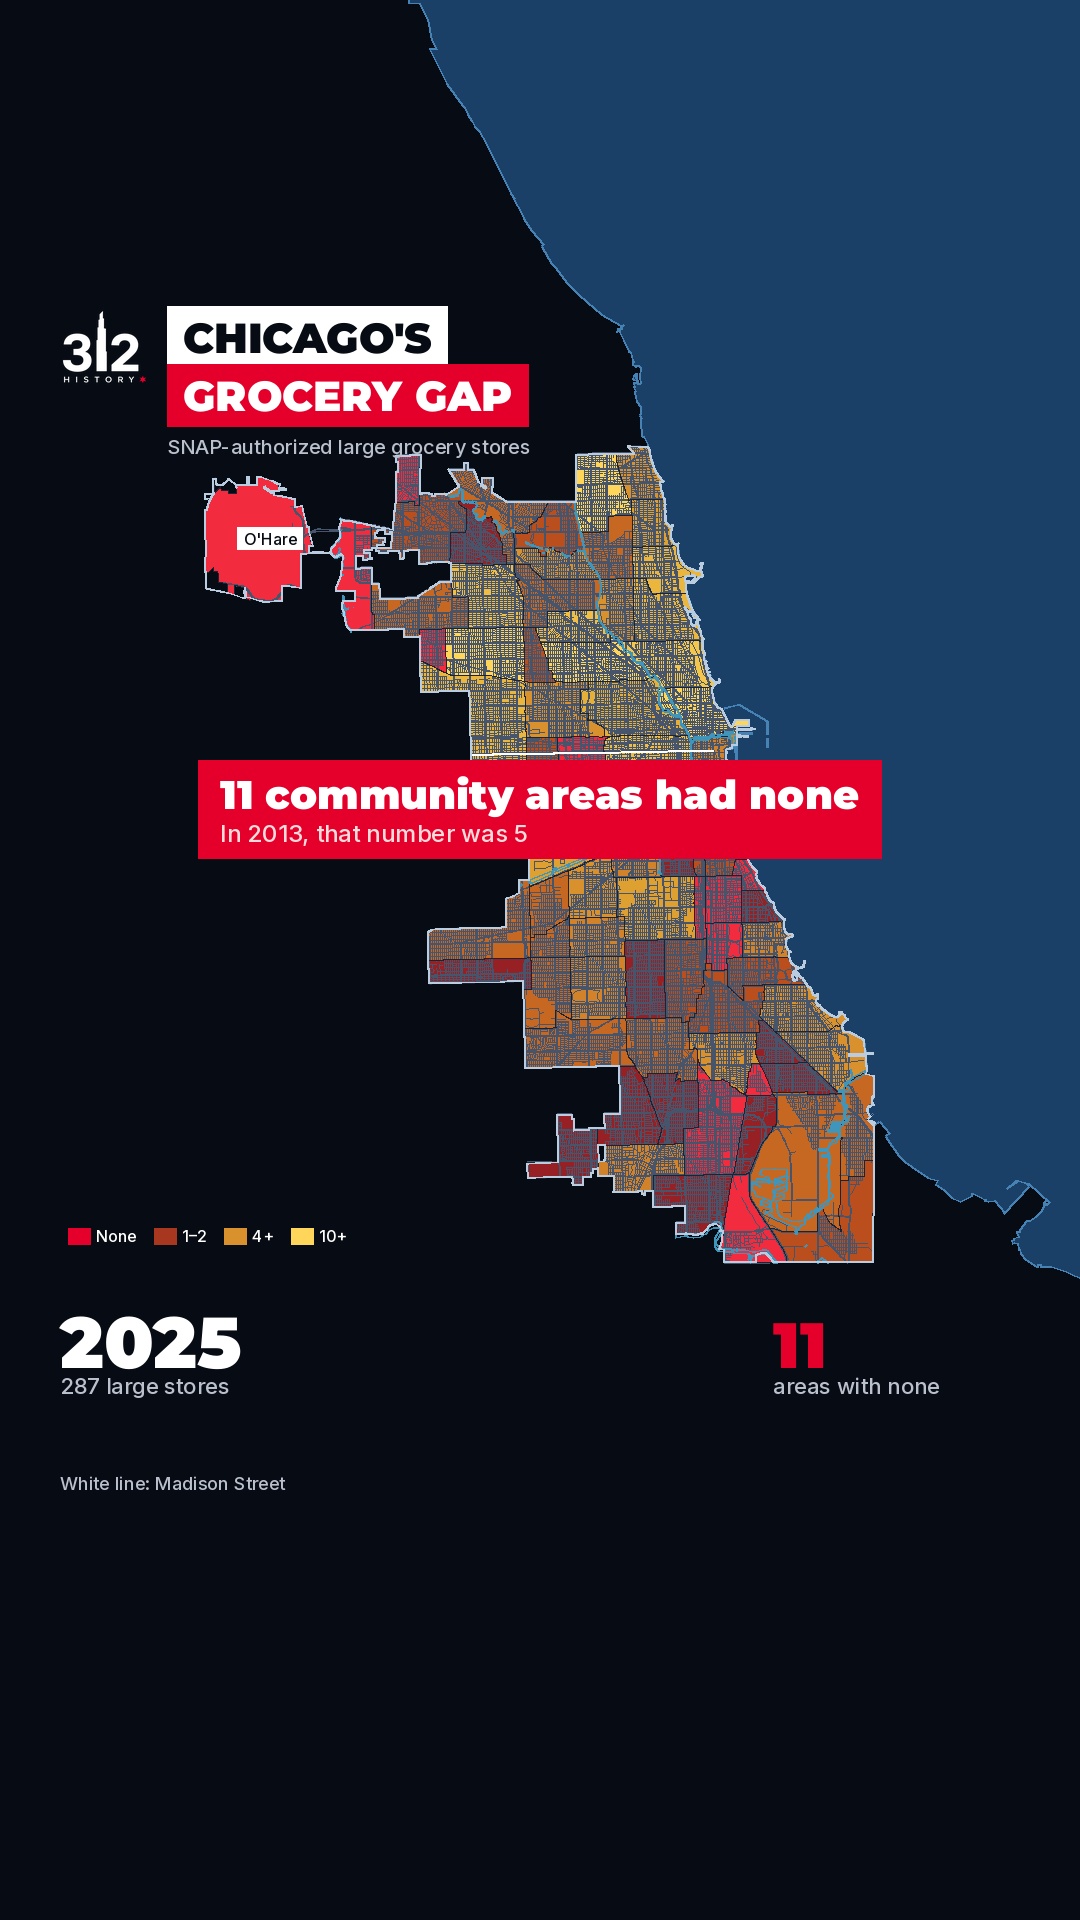 312
HISTORY*
CHICAGO'S
GROCERY GAP
SNAP-authorized large grocery stores
O'Hare
11 community areas had none
In 2013, that number was 5
None
1–2
4+
10+
2025
287 large stores
11
areas with none
White line: Madison Street